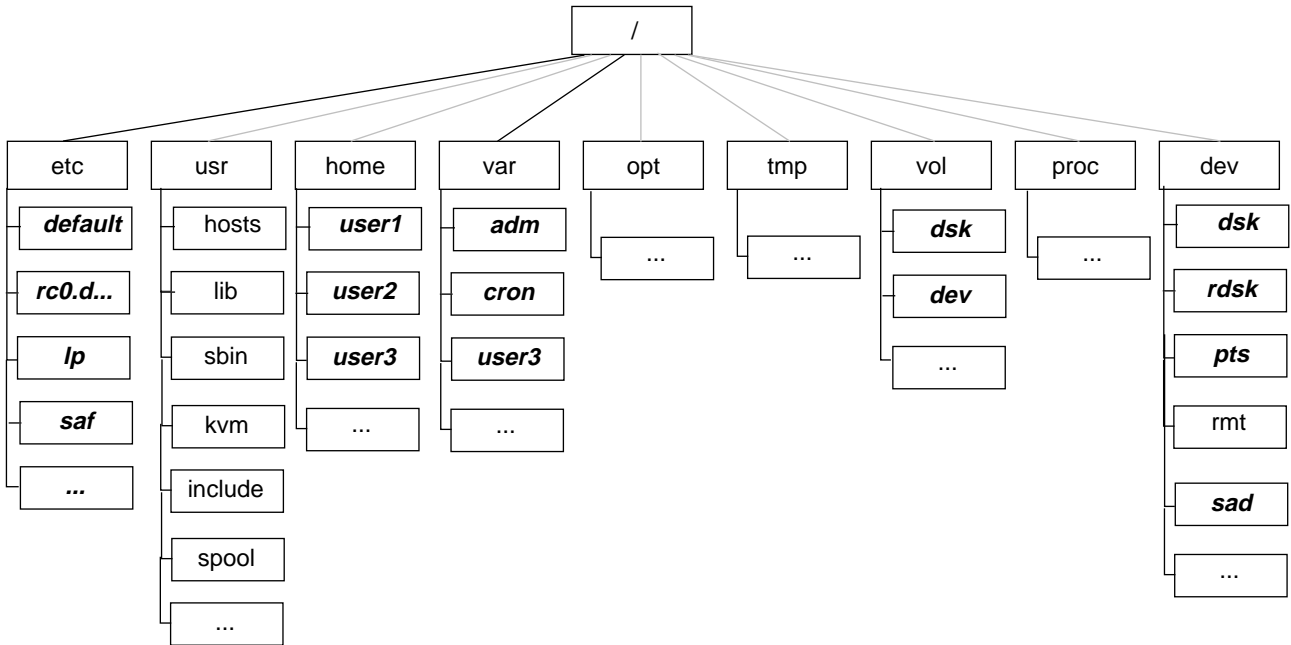 /
etc
usr
home
var
opt
tmp
vol
proc
dev
default
rc0.d...
lp
saf
...
hosts
lib
sbin
kvm
include
spool
...
user1
user2
user3
...
adm
cron
user3
...
...
...
dsk
dev
...
...
dsk
rdsk
pts
rmt
sad
...